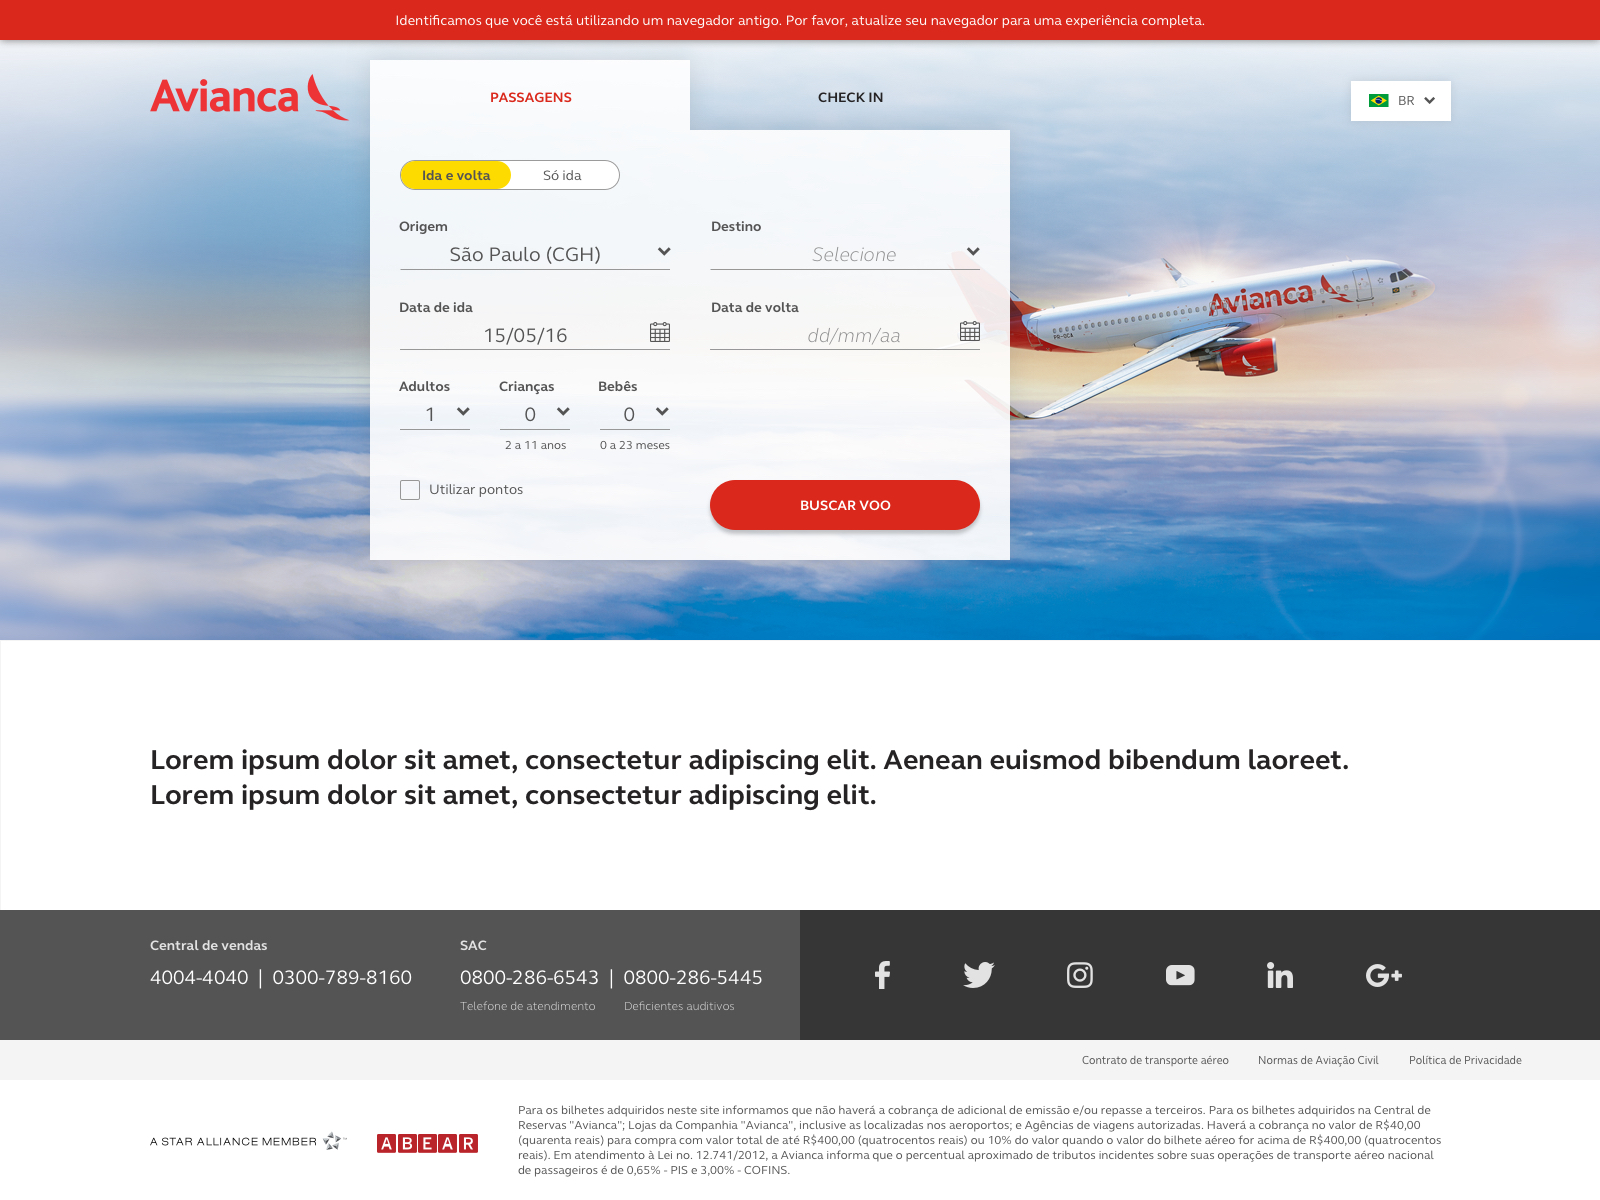 Identificamos que você está utilizando um navegador antigo. Por favor, atualize seu navegador para uma experiência completa.
Avianca
PASSAGENS
CHECK IN
BR
Ida e volta
Só ida
Origem
Destino
São Paulo (CGH)
Selecione
Data de ida
Data de volta
15/05/16
dd/mm/aa
Adultos
Crianças
Bebês
1
0
0
2 a 11 anos
0 a 23 meses
Utilizar pontos
BUSCAR VOO
Avianca
PR-OCA
Lorem ipsum dolor sit amet, consectetur adipiscing elit. Aenean euismod bibendum laoreet.
Lorem ipsum dolor sit amet, consectetur adipiscing elit.
Central de vendas
4004-4040 | 0300-789-8160
SAC
0800-286-6543 | 0800-286-5445
Telefone de atendimento
Deficientes auditivos
Contrato de transporte aéreo
Normas de Aviação Civil
Política de Privacidade
A STAR ALLIANCE MEMBER
ABEAR
Para os bilhetes adquiridos neste site informamos que não haverá a cobrança de adicional de emissão e/ou repasse a terceiros. Para os bilhetes adquiridos na Central de
Reservas "Avianca"; Lojas da Companhia "Avianca", inclusive as localizadas nos aeroportos; e Agências de viagens autorizadas. Haverá a cobrança no valor de R$40,00
(quarenta reais) para compra com valor total de até R$400,00 (quatrocentos reais) ou 10% do valor quando o valor do bilhete aéreo for acima de R$400,00 (quatrocentos
reais). Em atendimento à Lei no. 12.741/2012, a Avianca informa que o percentual aproximado de tributos incidentes sobre suas operações de transporte aéreo nacional
de passageiros é de 0,65% - PIS e 3,00% - COFINS.